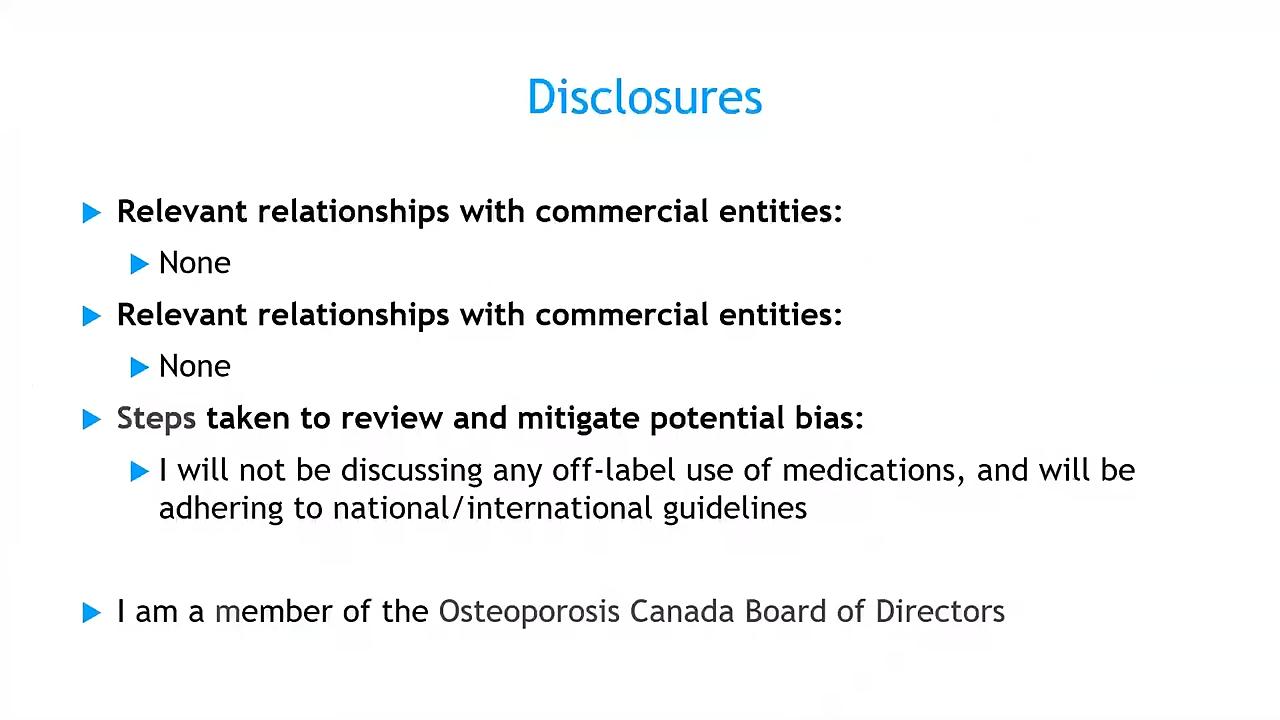 Disclosures
Relevant relationships with commercial entities:
None
Relevant relationships with commercial entities:
None
Steps taken to review and mitigate potential bias:
I will not be discussing any off-label use of medications, and will be
adhering to national/international guidelines
I am a member of the Osteoporosis Canada Board of Directors